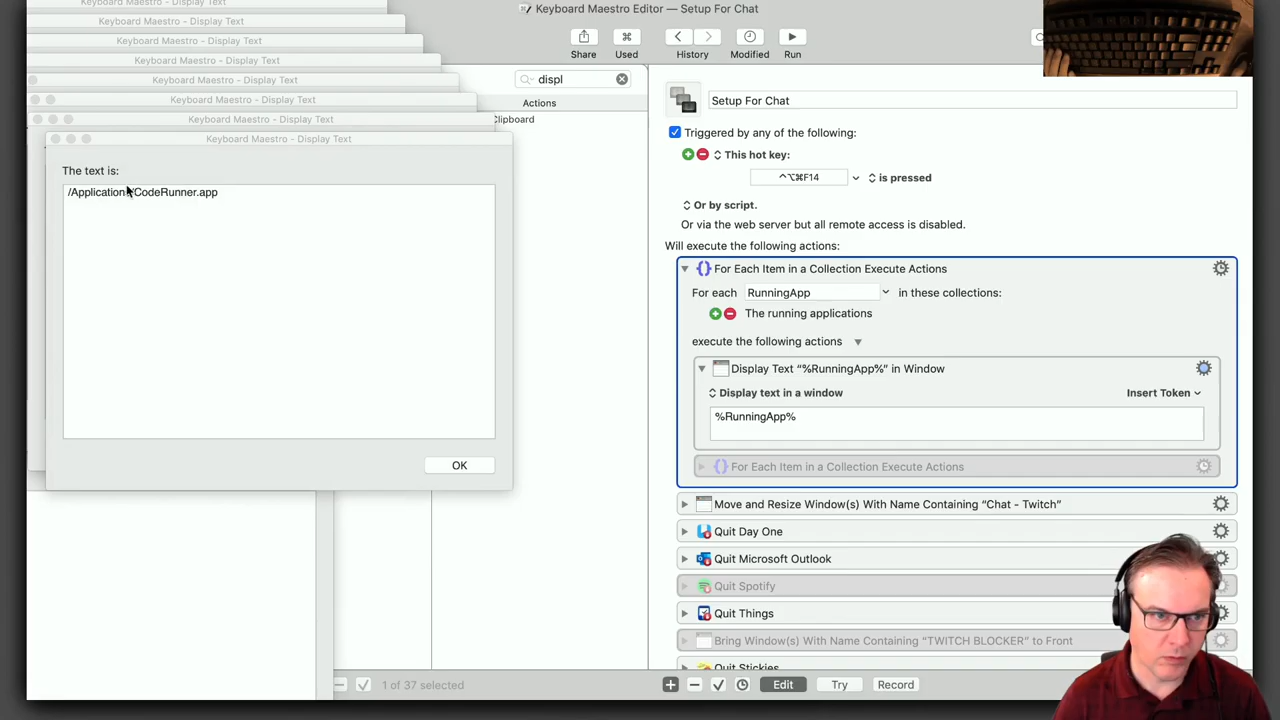 Keyboard Maestro - Display Text
Keyboard Maestro - Display Text
Keyboard Maestro - Display Text
Keyboard Maestro - Display Text
Keyboard Maestro - Display Text
Keyboard Maestro - Display Text
Keyboard Maestro - Display Text
Keyboard Maestro - Display Text
The text is:
/Application /CodeRunner.app
OK
Keyboard Maestro Editor — Setup For Chat
Share
Used
History
Modified
Run
displ
Actions
Clipboard
Setup For Chat
Triggered by any of the following:
This hot key:
^⌥⌘F14
is pressed
Or by script.
Or via the web server but all remote access is disabled.
Will execute the following actions:
For Each Item in a Collection Execute Actions
For each RunningApp in these collections:
The running applications
execute the following actions
Display Text “%RunningApp%” in Window
Display text in a window
Insert Token
%RunningApp%
For Each Item in a Collection Execute Actions
Move and Resize Window(s) With Name Containing “Chat - Twitch”
Quit Day One
Quit Microsoft Outlook
Quit Spotify
Quit Things
Bring Window(s) With Name Containing “TWITCH BLOCKER” to Front
Quit Stickies
1 of 37 selected
Edit
Try
Record